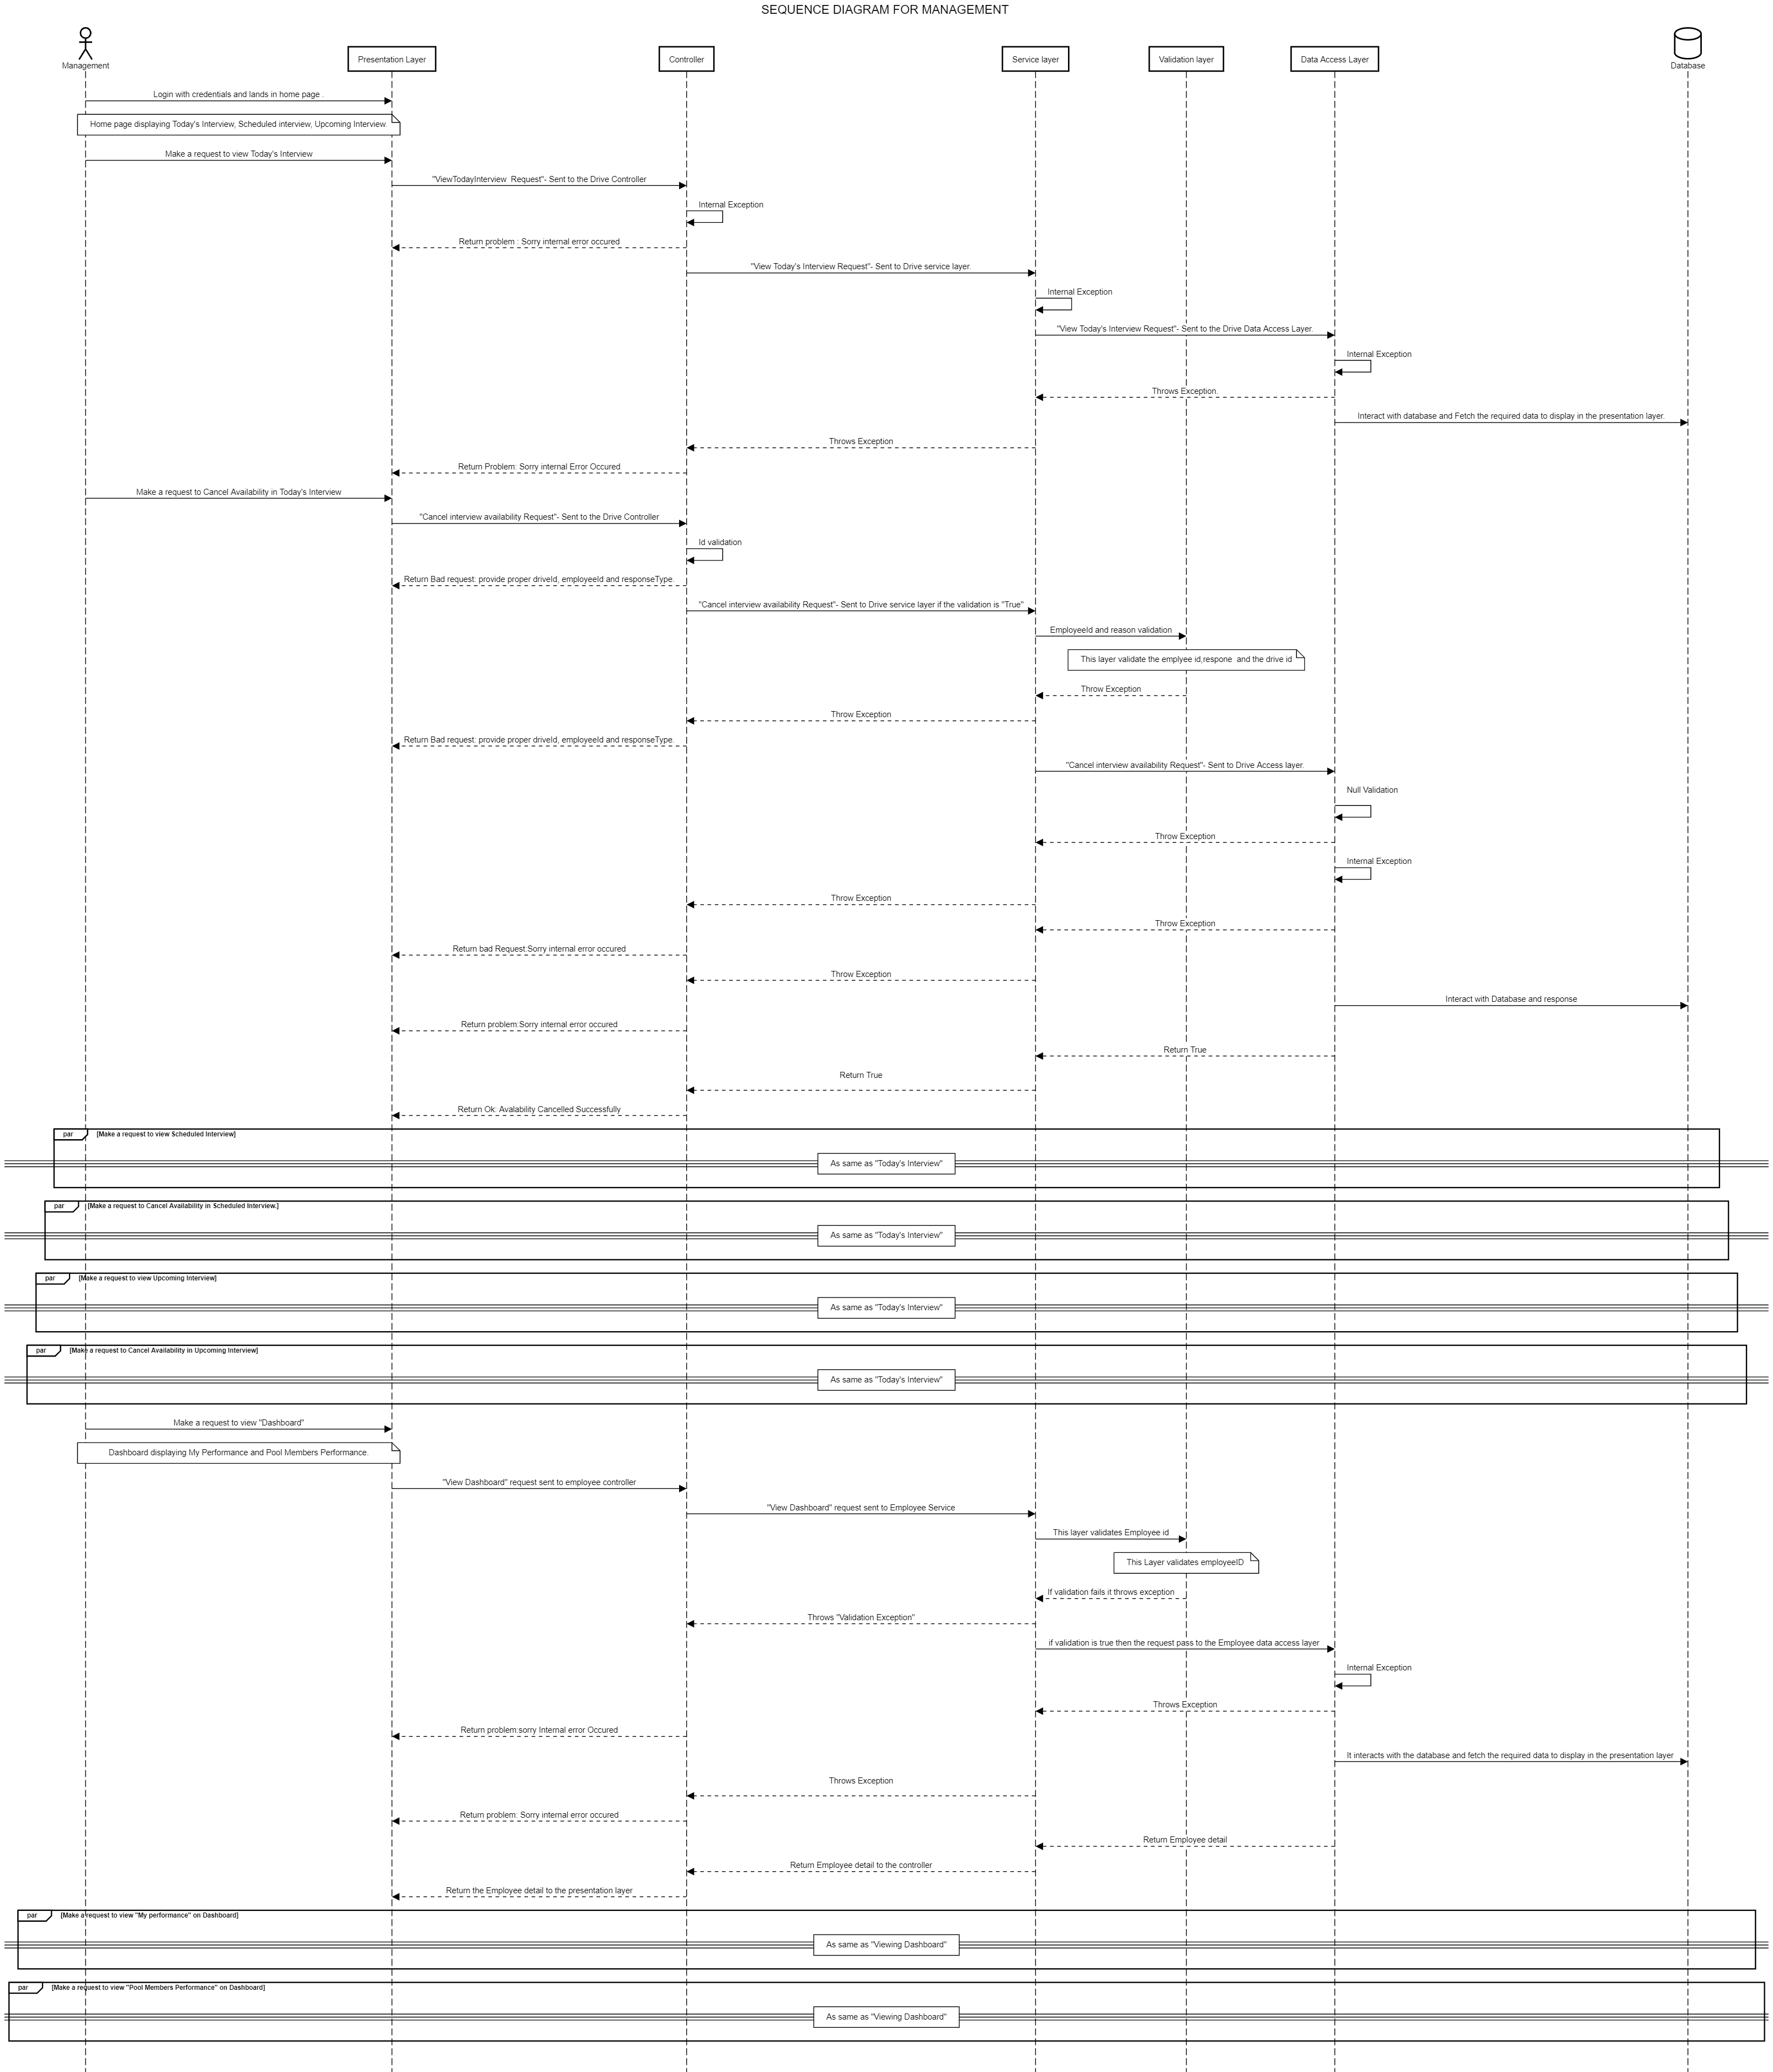 SEQUENCE DIAGRAM FOR MANAGEMENT
Management
Presentation Layer
Controller
Service layer
Validation layer
Data Access Layer
Database
Login with credentials and lands in home page .
Home page displaying Today's Interview, Scheduled interview, Upcoming Interview.
Make a request to view Today's Interview
"ViewTodayInterview  Request"- Sent to the Drive Controller
Internal Exception
Return problem : Sorry internal error occured
"View Today's Interview Request"- Sent to Drive service layer.
Internal Exception
"View Today's Interview Request"- Sent to the Drive Data Access Layer.
Internal Exception
Throws Exception.
Interact with database and Fetch the required data to display in the presentation layer.
Throws Exception
Return Problem: Sorry internal Error Occured
Make a request to Cancel Availability in Today's Interview
"Cancel interview availability Request"- Sent to the Drive Controller
Id validation
Return Bad request: provide proper driveId, employeeId and responseType.
"Cancel interview availability Request"- Sent to Drive service layer if the validation is "True"
EmployeeId and reason validation
This layer validate the emplyee id,respone  and the drive id
Throw Exception
Throw Exception
Return Bad request: provide proper driveId, employeeId and responseType.
"Cancel interview availability Request"- Sent to Drive Access layer.
Null Validation
Throw Exception
Internal Exception
Throw Exception
Throw Exception
Return bad Request:Sorry internal error occured
Throw Exception
Interact with Database and response
Return problem:Sorry internal error occured
Return True
Return True
Return Ok: Avalability Cancelled Successfully
par [Make a request to view Scheduled Interview]
As same as "Today's Interview"
par [Make a request to Cancel Availability in Scheduled Interview.]
As same as "Today's Interview"
par [Make a request to view Upcoming Interview]
As same as "Today's Interview"
par [Make a request to Cancel Availability in Upcoming Interview]
As same as "Today's Interview"
Make a request to view "Dashboard"
Dashboard displaying My Performance and Pool Members Performance.
"View Dashboard" request sent to employee controller
"View Dashboard" request sent to Employee Service
This layer validates Employee id
This Layer validates employeeID
If validation fails it throws exception
Throws "Validation Exception"
if validation is true then the request pass to the Employee data access layer
Internal Exception
Throws Exception
Return problem:sorry Internal error Occured
It interacts with the database and fetch the required data to display in the presentation layer
Throws Exception
Return problem: Sorry internal error occured
Return Employee detail
Return Employee detail to the controller
Return the Employee detail to the presentation layer
par [Make a request to view "My performance" on Dashboard]
As same as "Viewing Dashboard"
par [Make a request to view "Pool Members Performance" on Dashboard]
As same as "Viewing Dashboard"